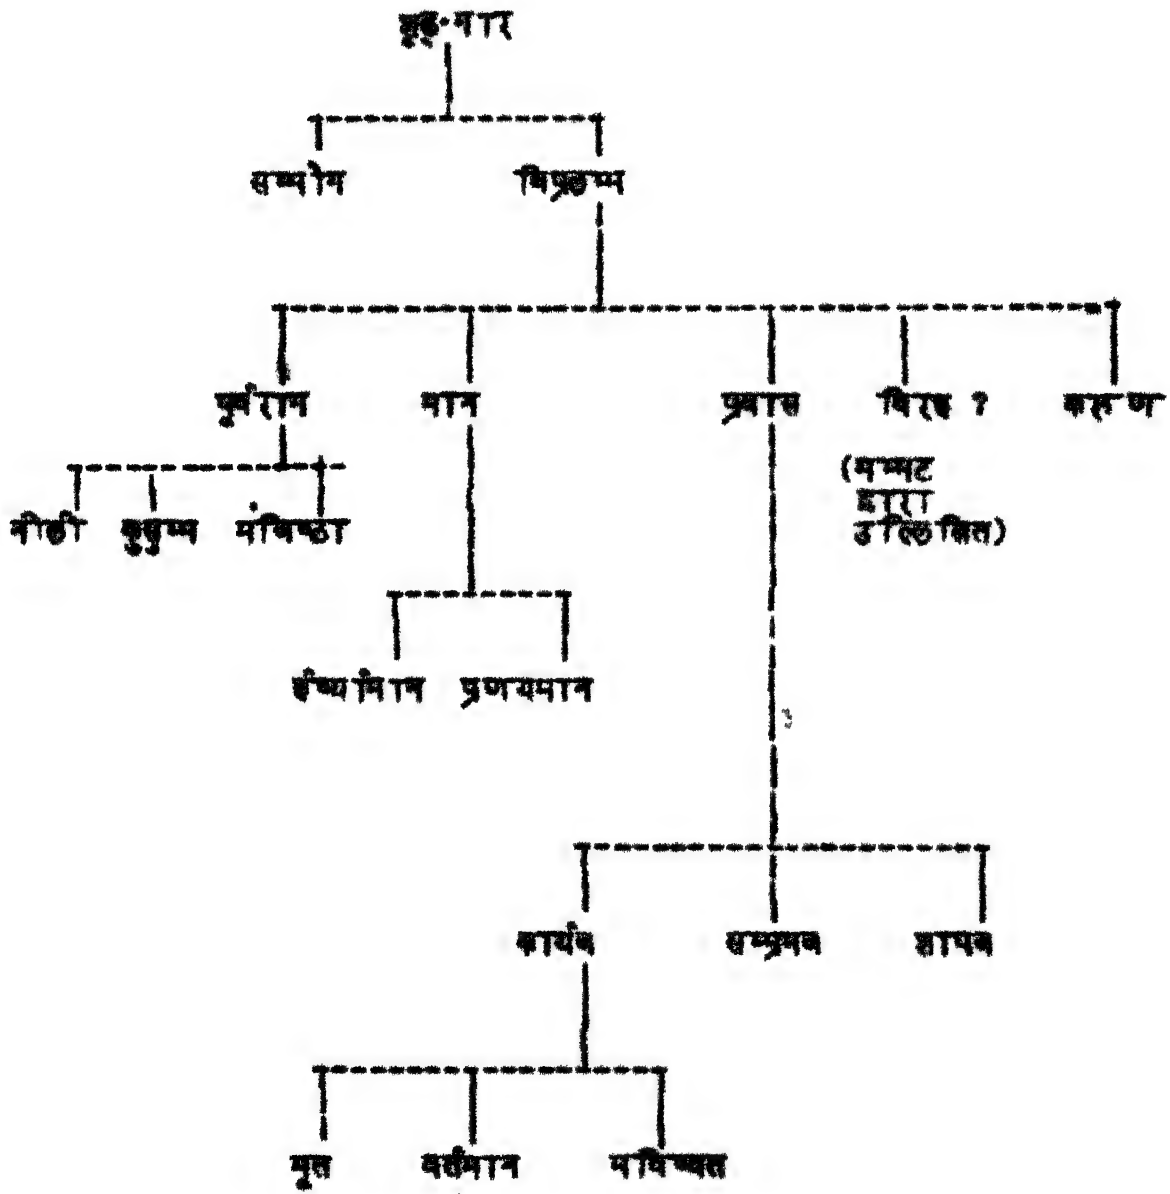 शृङ्गार
सम्भोग विप्रलम्भ
पूर्वराग मान प्रवास विरह ? करुण
(मम्मट
द्वारा
उल्लिखित)
नीली कुसुम्भ मंजिष्ठा
ईर्ष्यामान प्रणयमान
कार्यज सम्भ्रमज शापज
भूत वर्तमान भविष्यत